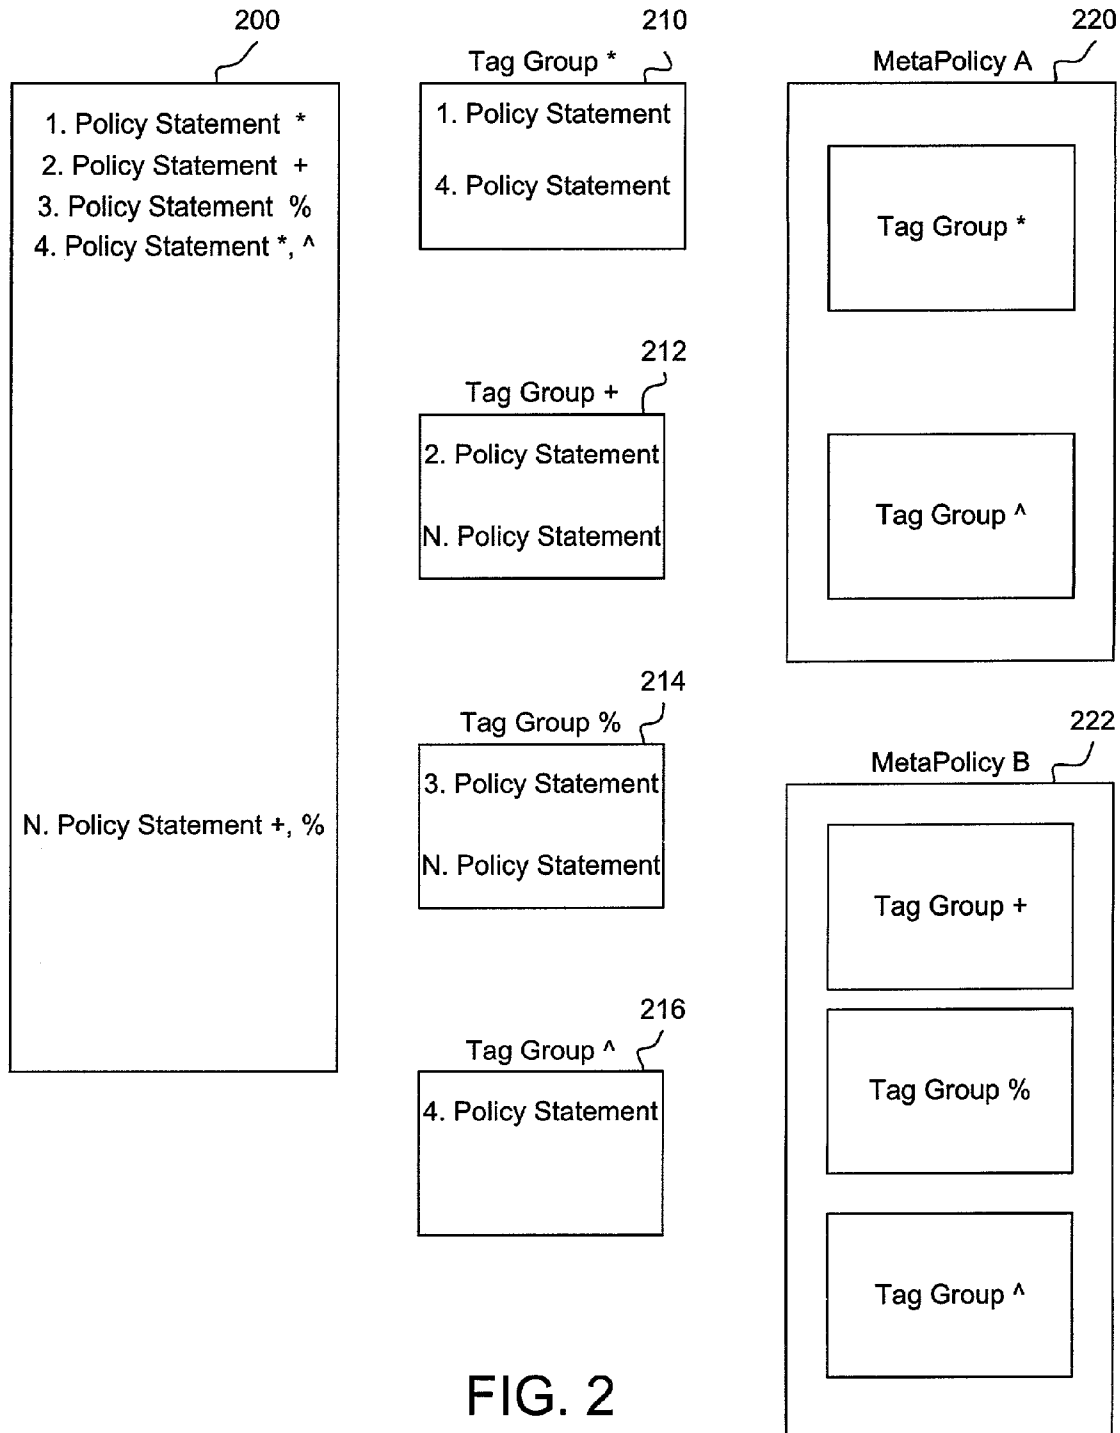 200
1. Policy Statement *
2. Policy Statement +
3. Policy Statement %
4. Policy Statement *, ^
N. Policy Statement +, %
210
Tag Group *
1. Policy Statement
4. Policy Statement
212
Tag Group +
2. Policy Statement
N. Policy Statement
214
Tag Group %
3. Policy Statement
N. Policy Statement
216
Tag Group ^
4. Policy Statement
220
MetaPolicy A
Tag Group *
Tag Group ^
222
MetaPolicy B
Tag Group +
Tag Group %
Tag Group ^
FIG. 2